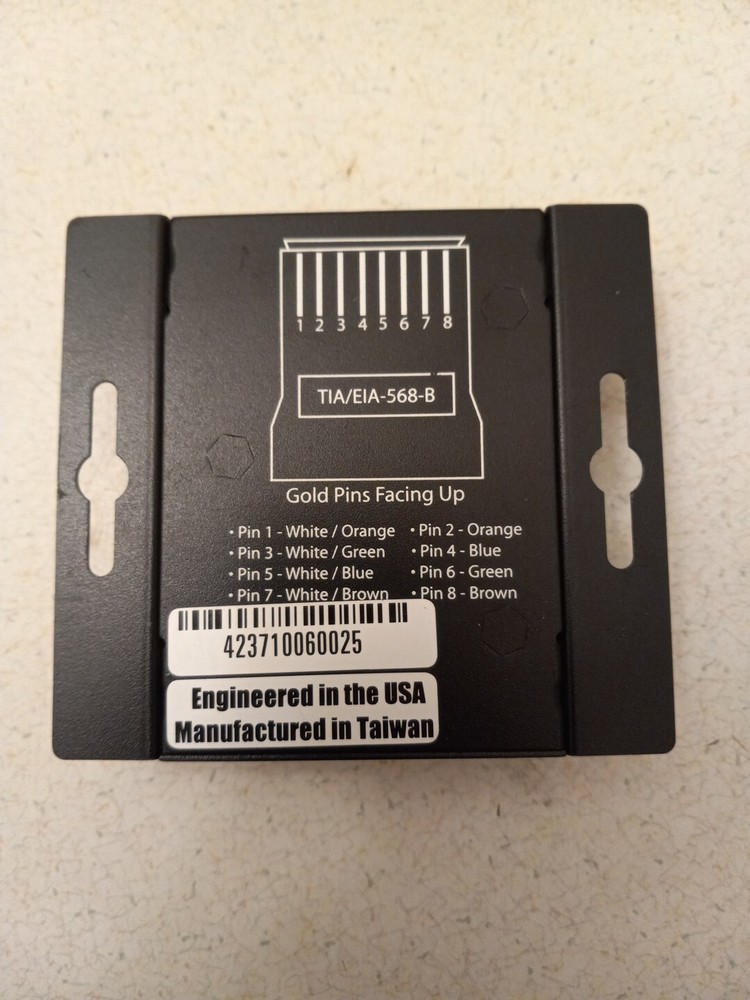 1 2 3 4 5 6 7 8
TIA/EIA-568-B
Gold Pins Facing Up
• Pin 1 - White / Orange • Pin 2 - Orange
• Pin 3 - White / Green • Pin 4 - Blue
• Pin 5 - White / Blue • Pin 6 - Green
• Pin 7 - White / Brown • Pin 8 - Brown
423710060025
Engineered in the USA
Manufactured in Taiwan